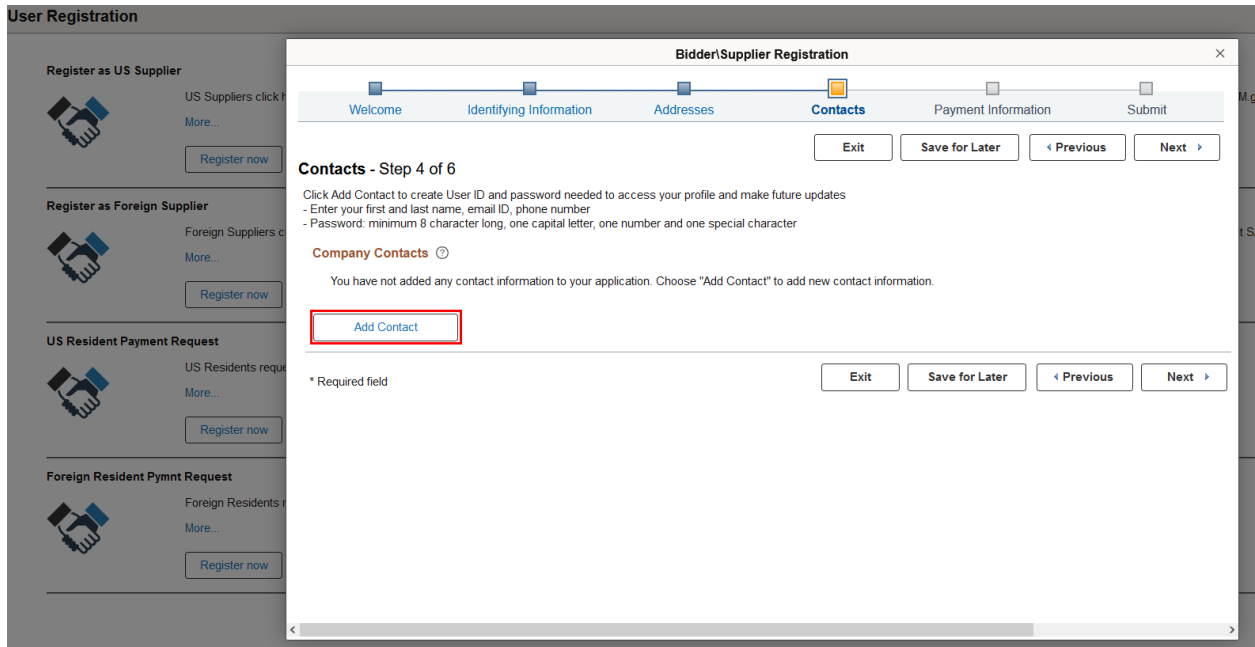 User Registration
Register as US Supplier
US Suppliers click
More...
Register now
Register as Foreign Supplier
Foreign Suppliers
More...
Register now
US Resident Payment Request
US Residents
More...
Register now
Foreign Resident Pymnt Request
Foreign Residents
More...
Register now
Bidder\Supplier Registration
Welcome
Identifying Information
Addresses
Contacts
Payment Information
Submit
Exit
Save for Later
Previous
Next
Contacts - Step 4 of 6
Click Add Contact to create User ID and password needed to access your profile and make future updates
- Enter your first and last name, email ID, phone number
- Password: minimum 8 character long, one capital letter, one number and one special character
Company Contacts
You have not added any contact information to your application. Choose "Add Contact" to add new contact information.
Add Contact
* Required field
Exit
Save for Later
Previous
Next